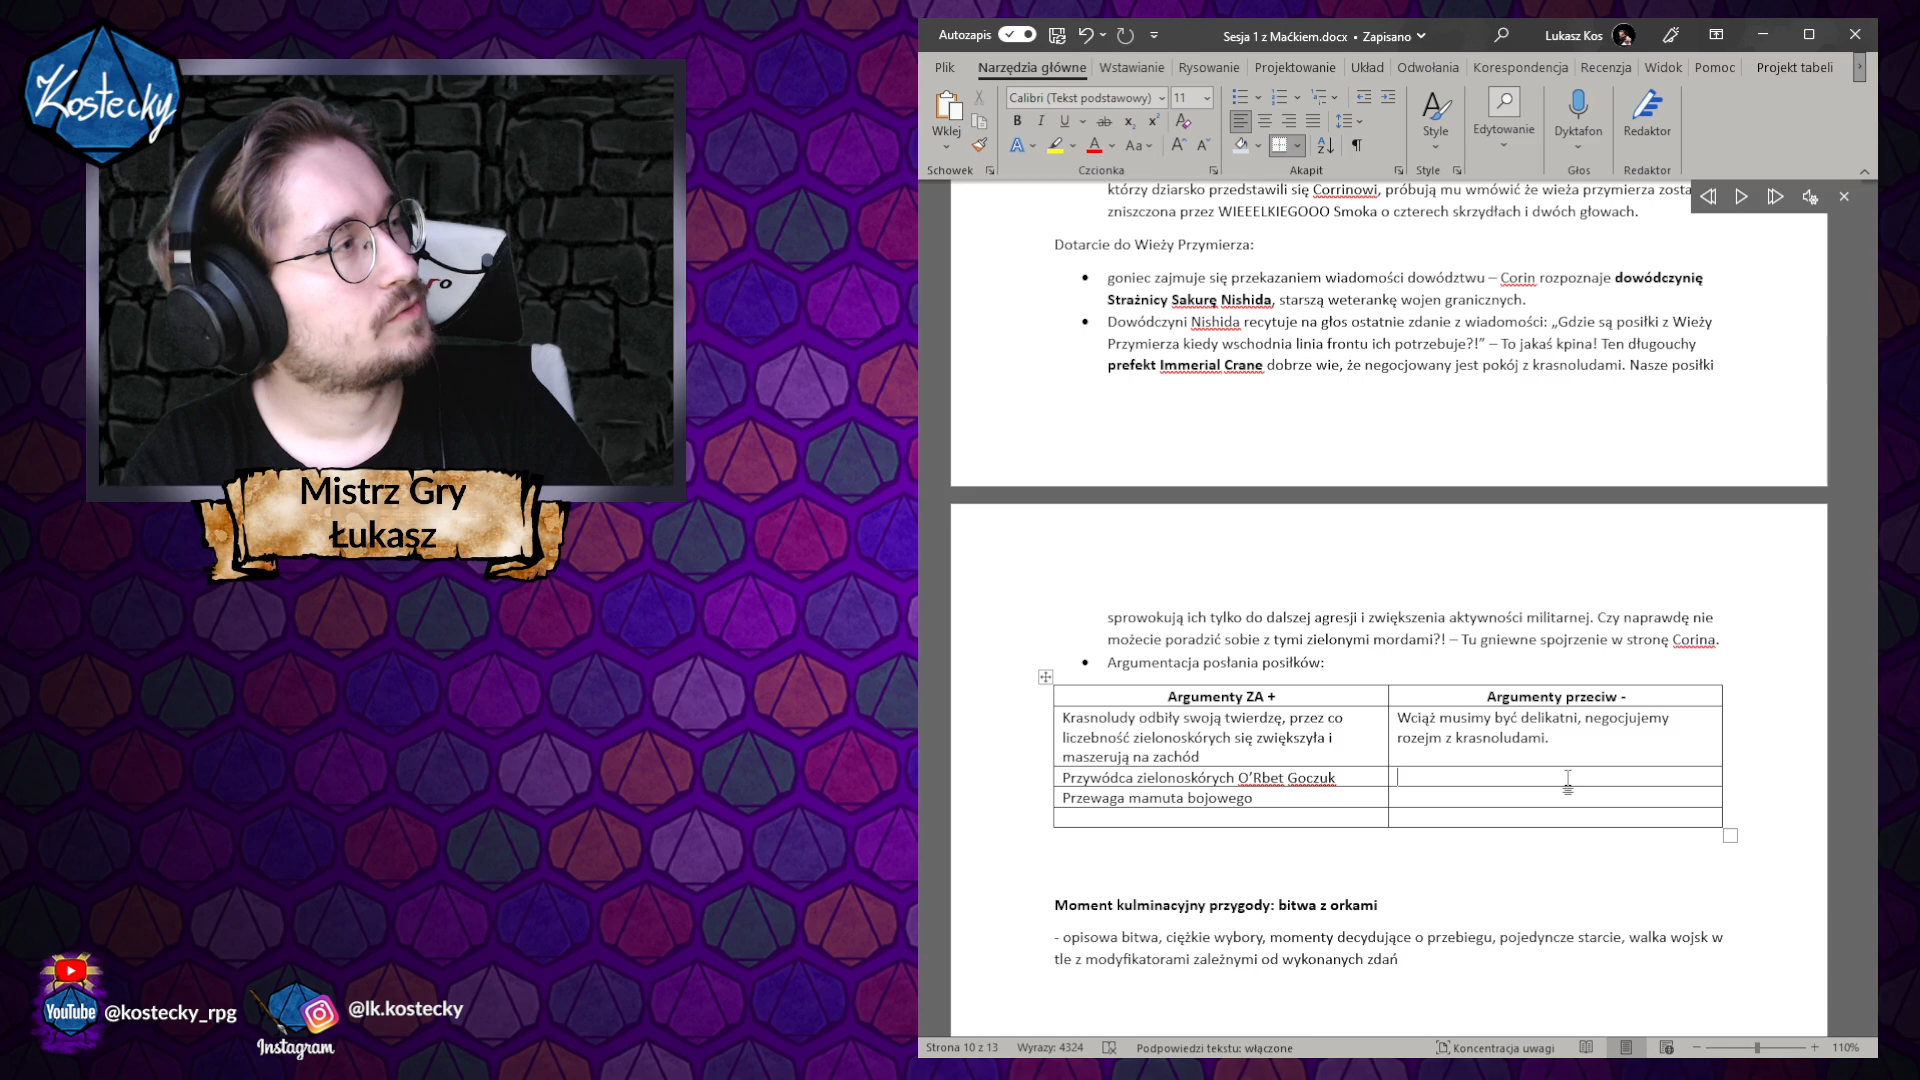 Kostecky
Mistrz Gry
Łukasz
YouTube
@kostecky_rpg
Instagram
@lk.kostecky
Autozapis
Sesja 1 z Maćkiem.docx • Zapisano
Lukasz Kos
Plik
Narzędzia główne
Wstawianie
Rysowanie
Projektowanie
Układ
Odwołania
Korespondencja
Recenzja
Widok
Pomoc
Projekt tabeli
Wklej
Calibri (Tekst podstawowy)
11
Style
Edytowanie
Dyktafon
Redaktor
Schowek
Czcionka
Akapit
Style
Głos
Redaktor
którzy dziarsko przedstawili się Corrinowi, próbują mu wmówić że wieża przymierza zosta
zniszczona przez WIEEELKIEGOOO Smoka o czterech skrzydłach i dwóch głowach.
Dotarcie do Wieży Przymierza:
• goniec zajmuje się przekazaniem wiadomości dowództwu – Corin rozpoznaje dowódczynię
Strażnicy Sakurę Nishida, starszą weterankę wojen granicznych.
• Dowódczyni Nishida recytuje na głos ostatnie zdanie z wiadomości: „Gdzie są posiłki z Wieży
Przymierza kiedy wschodnia linia frontu ich potrzebuje?!” – To jakaś kpina! Ten długouchy
prefekt Immerial Crane dobrze wie, że negocjowany jest pokój z krasnoludami. Nasze posiłki
sprowokują ich tylko do dalszej agresji i zwiększenia aktywności militarnej. Czy naprawdę nie
możecie poradzić sobie z tymi zielonymi mordami?! – Tu gniewne spojrzenie w stronę Corina.
• Argumentacja posłania posiłków:
Argumenty ZA +
Argumenty przeciw -
Krasnoludy odbiły swoją twierdzę, przez co
liczebność zielonoskórych się zwiększyła i
maszerują na zachód
Wciąż musimy być delikatni, negocjujemy
rozejm z krasnoludami.
Przywódca zielonoskórych O’Rbet Goczuk
Przewaga mamuta bojowego
Moment kulminacyjny przygody: bitwa z orkami
- opisowa bitwa, ciężkie wybory, momenty decydujące o przebiegu, pojedyncze starcie, walka wojsk w
tle z modyfikatorami zależnymi od wykonanych zdań
Strona 10 z 13
Wyrazy: 4324
Podpowiedzi tekstu: włączone
Koncentracja uwagi
110%